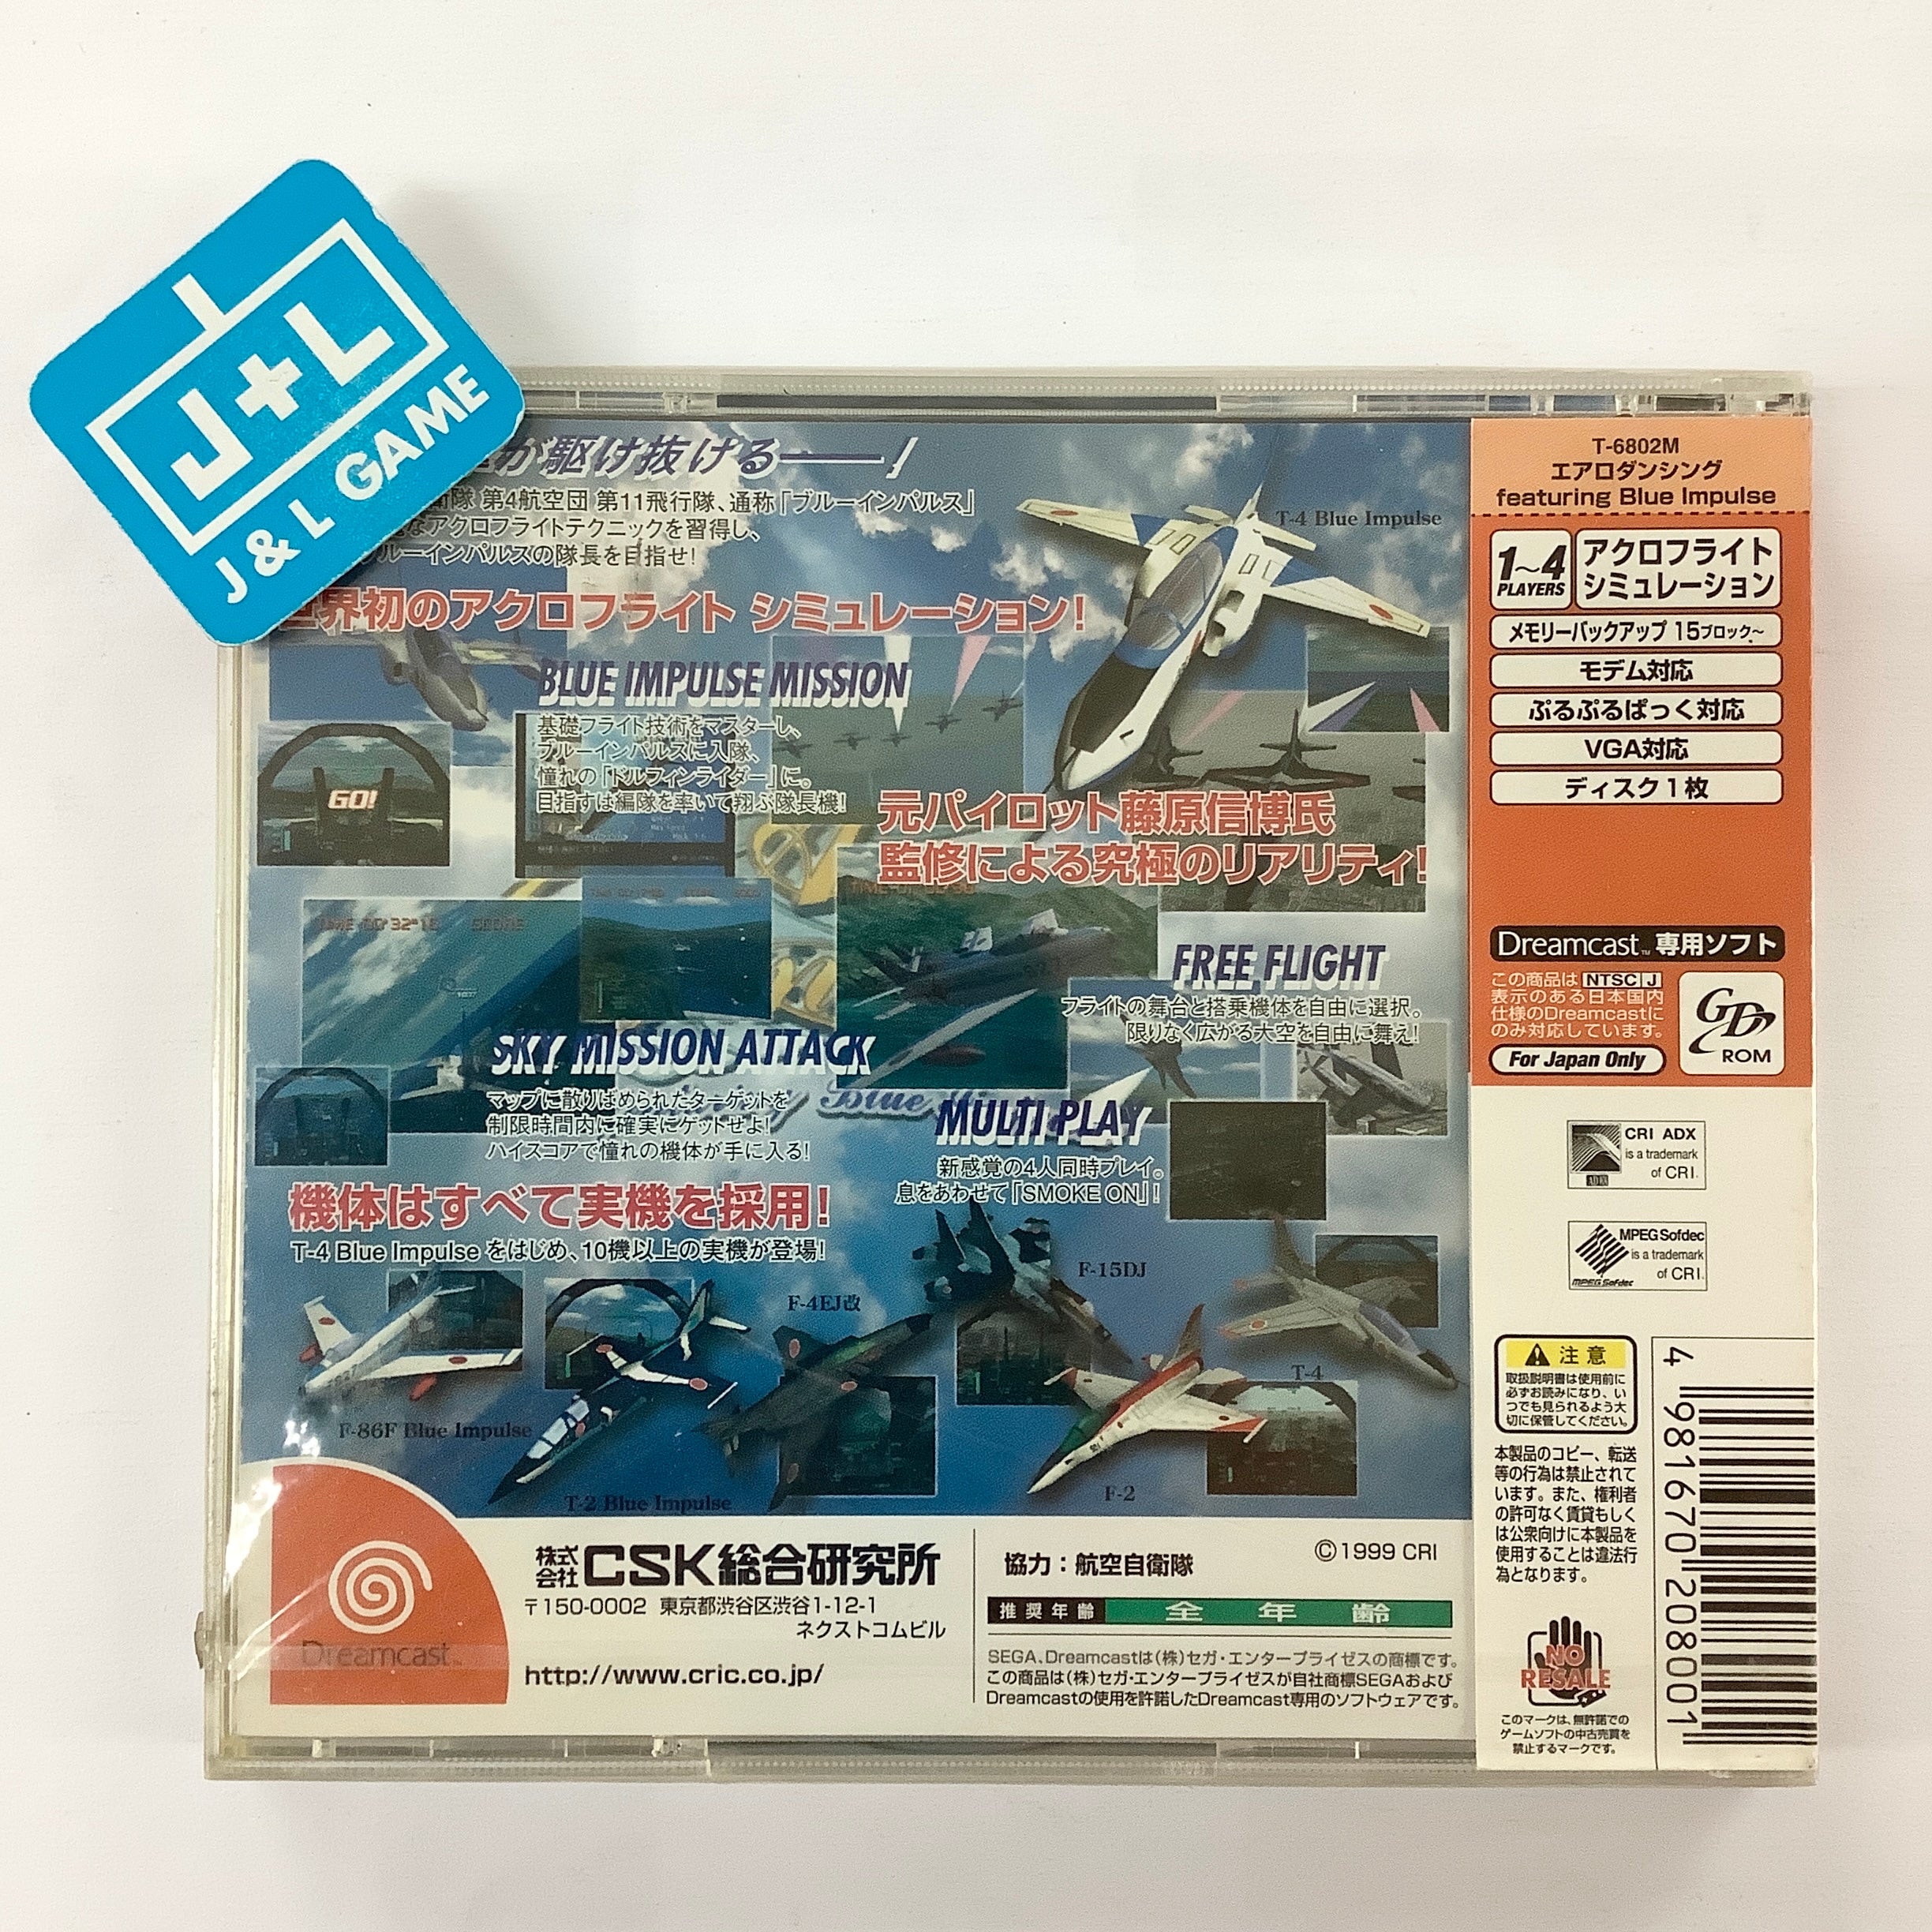 J+L
J & L GAME
が駆け抜ける――!
衛隊 第4航空団 第11飛行隊、通称「ブルーインパルス」
なアクロフライトテクニックを習得し、
ブルーインパルスの隊長を目指せ!
世界初のアクロフライト シミュレーション!
T-4 Blue Impulse
BLUE IMPULSE MISSION
基礎フライト技術をマスターし、
ブルーインパルスに入隊、
憧れの「ドルフィンライダー」に。
目指すは編隊を率いて翔ぶ隊長機!
GO!
元パイロット藤原信博氏
監修による究極のリアリティ!
TIME 00'32"16 SCORE
FREE FLIGHT
フライトの舞台と搭乗機体を自由に選択。
限りなく広がる大空を自由に舞え!
SKY MISSION ATTACK
マップに散りばめられたターゲットを
制限時間内に確実にゲットせよ!
ハイスコアで憧れの機体が手に入る!
Blue
MULTI PLAY
新感覚の4人同時プレイ。
息をあわせて「SMOKE ON」!
機体はすべて実機を採用!
T-4 Blue Impulse をはじめ、10機以上の実機が登場!
F-15DJ
F-4EJ改
T-4
F-86F Blue Impulse
T-2 Blue Impulse
F-2
Dreamcast™
株式会社CSK総合研究所
〒150-0002 東京都渋谷区渋谷1-12-1
ネクストコムビル
http://www.cric.co.jp/
協力:航空自衛隊
©1999 CRI
推奨年齢 全年齢
SEGA、Dreamcastは(株)セガ・エンタープライゼスの商標です。
この商品は(株)セガ・エンタープライゼスが自社商標SEGAおよび
Dreamcastの使用を許諾したDreamcast専用のソフトウェアです。
T-6802M
エアロダンシング
featuring Blue Impulse
1~4
PLAYERS
アクロフライト
シミュレーション
メモリーバックアップ 15ブロック~
モデム対応
ぷるぷるぱっく対応
VGA対応
ディスク1枚
Dreamcast™専用ソフト
この商品は NTSC J
表示のある日本国内
仕様のDreamcastに
のみ対応しています。
For Japan Only
GD
ROM
CRI ADX
is a trademark
of CRI.
ADX
MPEG Sofdec
is a trademark
of CRI.
MPEG Sofdec
注意
取扱説明書は使用前に
必ずお読みになり、い
つでも見られるよう大
切に保管してください。
本製品のコピー、転送
等の行為は禁止されて
います。また、権利者
の許可なく賃貸もしく
は公衆向けに本製品を
使用することは違法行
為となります。
NO
RESALE
このマークは、無許諾での
ゲームソフトの中古売買を
禁止するマークです。
4 981670 208001